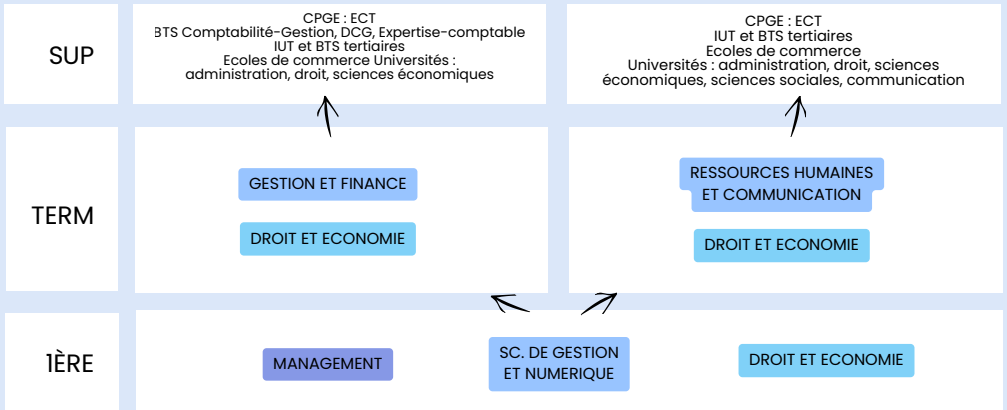 SUP
CPGE : ECT
BTS Comptabilité-Gestion, DCG, Expertise-comptable
IUT et BTS tertiaires
Ecoles de commerce Universités :
administration, droit, sciences économiques
CPGE : ECT
IUT et BTS tertiaires
Ecoles de commerce
Universités : administration, droit, sciences
économiques, sciences sociales, communication
TERM
GESTION ET FINANCE
DROIT ET ECONOMIE
RESSOURCES HUMAINES
ET COMMUNICATION
DROIT ET ECONOMIE
1ÈRE
MANAGEMENT
SC. DE GESTION
ET NUMERIQUE
DROIT ET ECONOMIE